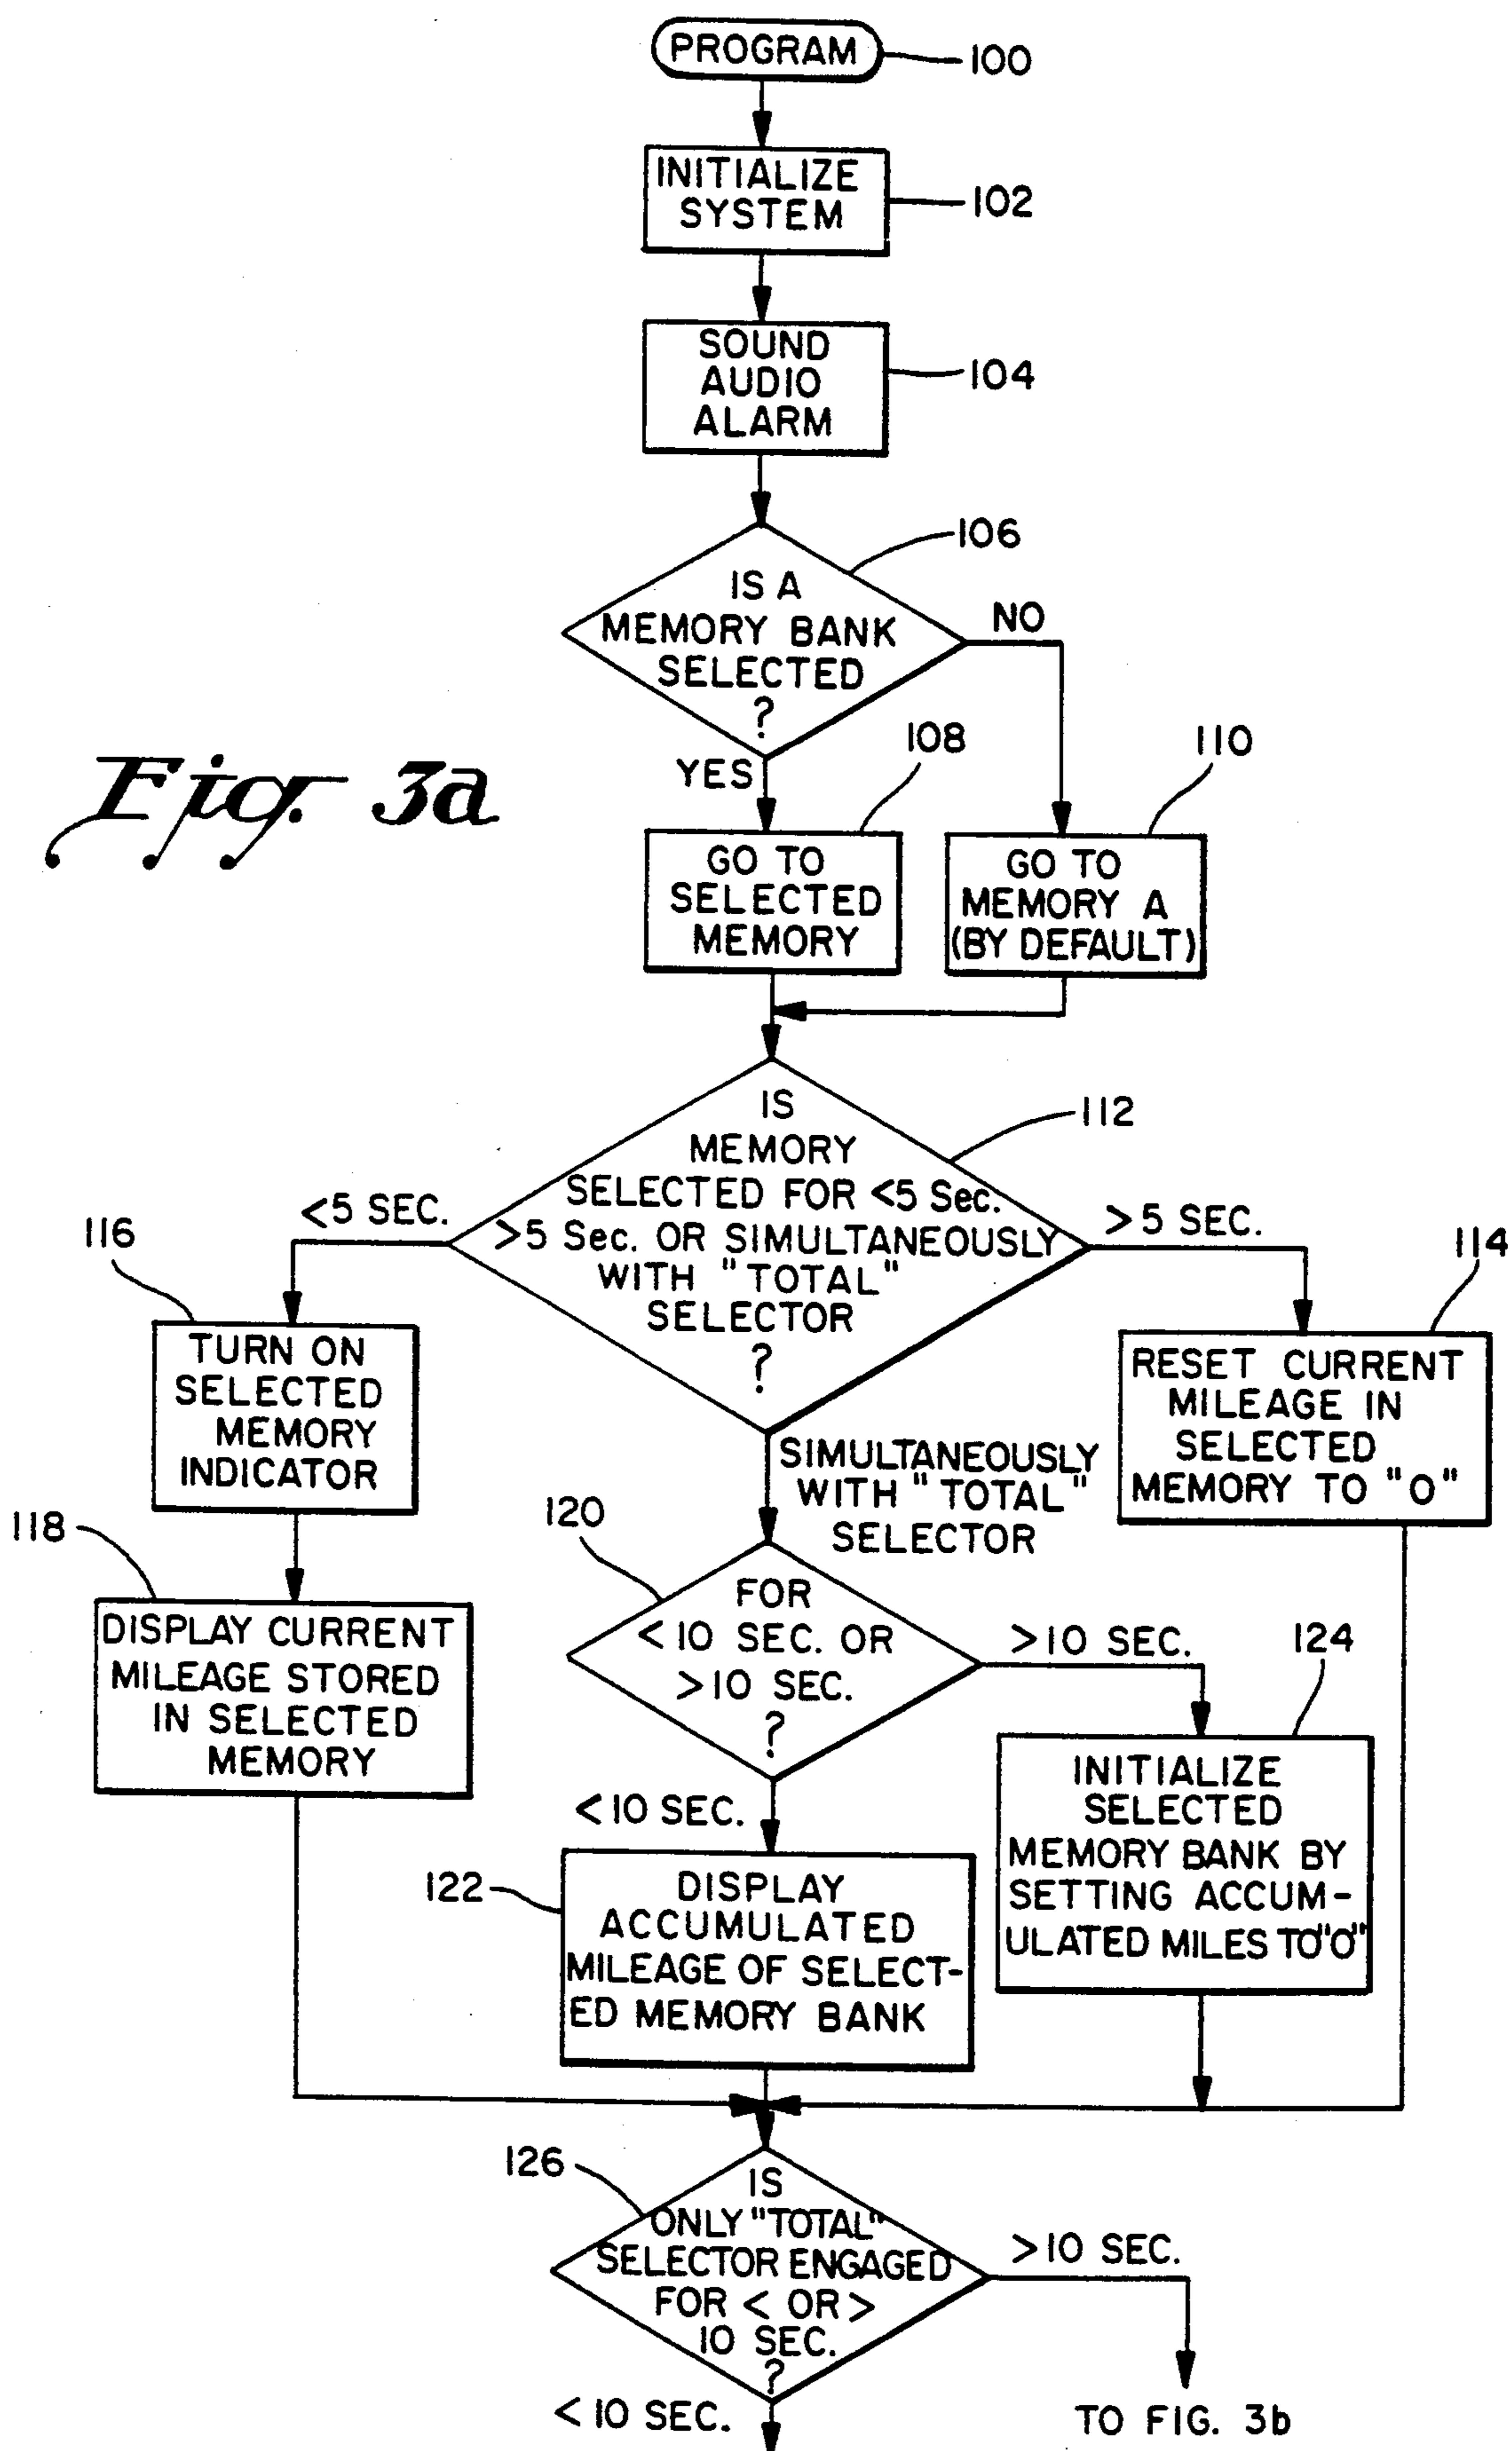 PROGRAM
100
INITIALIZE
SYSTEM
102
SOUND
AUDIO
ALARM
104
106
IS A
MEMORY BANK
SELECTED
?
NO
YES
Fig. 3a
108
110
GO TO
SELECTED
MEMORY
GO TO
MEMORY A
(BY DEFAULT)
112
IS
MEMORY
SELECTED FOR <5 Sec.
>5 Sec. OR SIMULTANEOUSLY
WITH "TOTAL"
SELECTOR
?
<5 SEC.
>5 SEC.
116
114
TURN ON
SELECTED
MEMORY
INDICATOR
RESET CURRENT
MILEAGE IN
SELECTED
MEMORY TO "0"
SIMULTANEOUSLY
WITH "TOTAL"
SELECTOR
118
120
DISPLAY CURRENT
MILEAGE STORED
IN SELECTED
MEMORY
FOR
<10 SEC. OR
>10 SEC.
?
>10 SEC.
124
<10 SEC.
INITIALIZE
SELECTED
MEMORY BANK BY
SETTING ACCUM-
ULATED MILES TO"0"
122
DISPLAY
ACCUMULATED
MILEAGE OF SELECT-
ED MEMORY BANK
126
IS
ONLY "TOTAL"
SELECTOR ENGAGED
FOR < OR >
10 SEC.
?
>10 SEC.
<10 SEC.
TO FIG. 3b